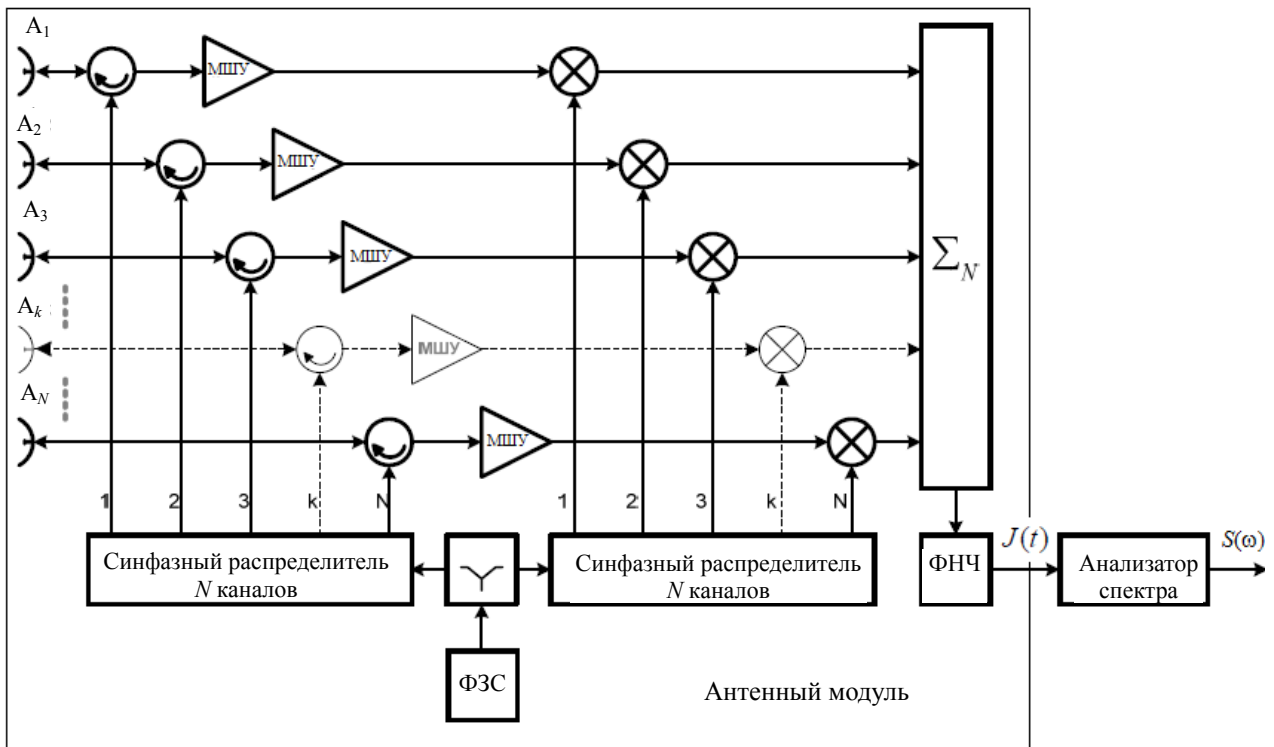 A1
МШУ
A2
МШУ
A3
МШУ
Ak
МШУ
AN
МШУ
ΣN
1 2 3 k N
1 2 3 k N
Синфазный распределитель
N каналов
Синфазный распределитель
N каналов
ФНЧ
J(t)
Анализатор
спектра
S(ω)
ФЗС
Антенный модуль